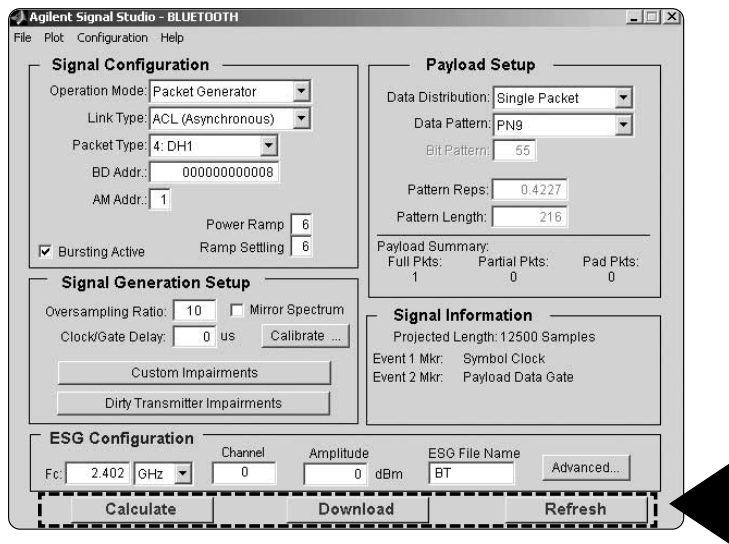 Agilent Signal Studio - BLUETOOTH
File Plot Configuration Help
Signal Configuration
Operation Mode: Packet Generator
Link Type: ACL (Asynchronous)
Packet Type: 4: DH1
BD Addr.: 000000000008
AM Addr.: 1
Power Ramp 6
Bursting Active Ramp Settling 6
Payload Setup
Data Distribution: Single Packet
Data Pattern: PN9
Bit Pattern: 55
Pattern Reps: 0.4227
Pattern Length: 216
Payload Summary:
Full Pkts: Partial Pkts: Pad Pkts:
1 0 0
Signal Generation Setup
Oversampling Ratio: 10 Mirror Spectrum
Clock/Gate Delay: 0 us Calibrate ...
Custom Impairments
Dirty Transmitter Impairments
Signal Information
Projected Length: 12500 Samples
Event 1 Mkr: Symbol Clock
Event 2 Mkr: Payload Data Gate
ESG Configuration
Channel Amplitude ESG File Name
Fc: 2.402 GHz 0 0 dBm BT Advanced...
Calculate Download Refresh